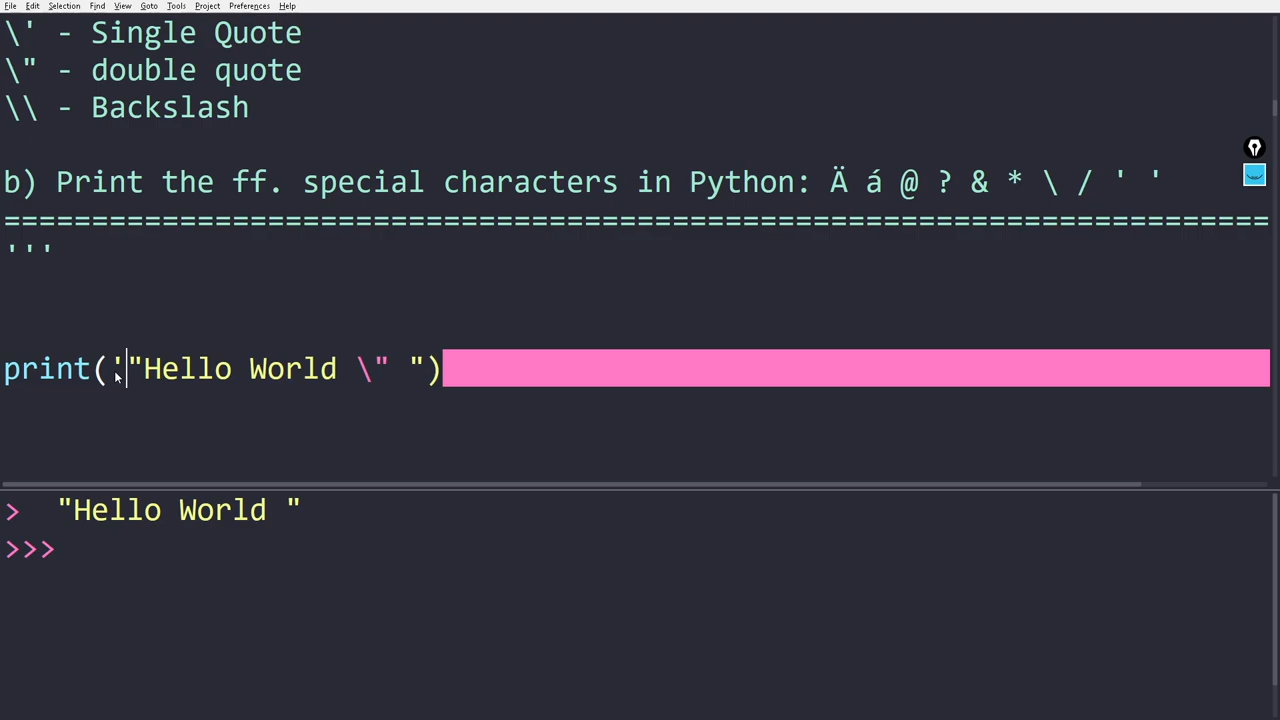 File Edit Selection Find View Goto Tools Project Preferences Help
\' - Single Quote
\" - double quote
\\ - Backslash
b) Print the ff. special characters in Python: Ä á @ ? & * \ / ' '
========================================================================
'''
print('"Hello World \" ")
> "Hello World "
>>>